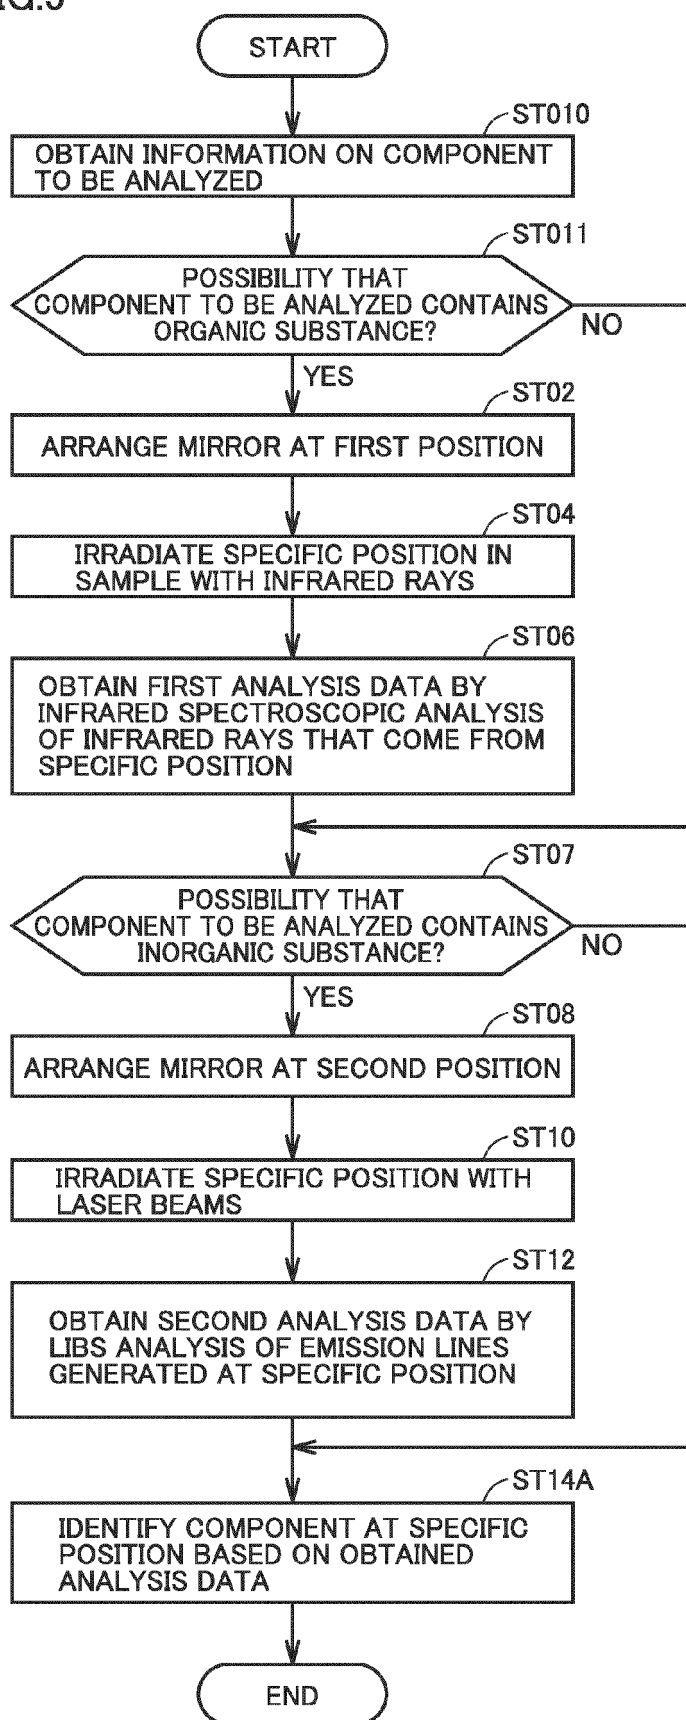 START
ST010
OBTAIN INFORMATION ON COMPONENT
TO BE ANALYZED
ST011
POSSIBILITY THAT
COMPONENT TO BE ANALYZED CONTAINS
ORGANIC SUBSTANCE?
NO
YES
ST02
ARRANGE MIRROR AT FIRST POSITION
ST04
IRRADIATE SPECIFIC POSITION IN
SAMPLE WITH INFRARED RAYS
ST06
OBTAIN FIRST ANALYSIS DATA BY
INFRARED SPECTROSCOPIC ANALYSIS
OF INFRARED RAYS THAT COME FROM
SPECIFIC POSITION
ST07
POSSIBILITY THAT
COMPONENT TO BE ANALYZED CONTAINS
INORGANIC SUBSTANCE?
NO
YES
ST08
ARRANGE MIRROR AT SECOND POSITION
ST10
IRRADIATE SPECIFIC POSITION WITH
LASER BEAMS
ST12
OBTAIN SECOND ANALYSIS DATA BY
LIBS ANALYSIS OF EMISSION LINES
GENERATED AT SPECIFIC POSITION
ST14A
IDENTIFY COMPONENT AT SPECIFIC
POSITION BASED ON OBTAINED
ANALYSIS DATA
END